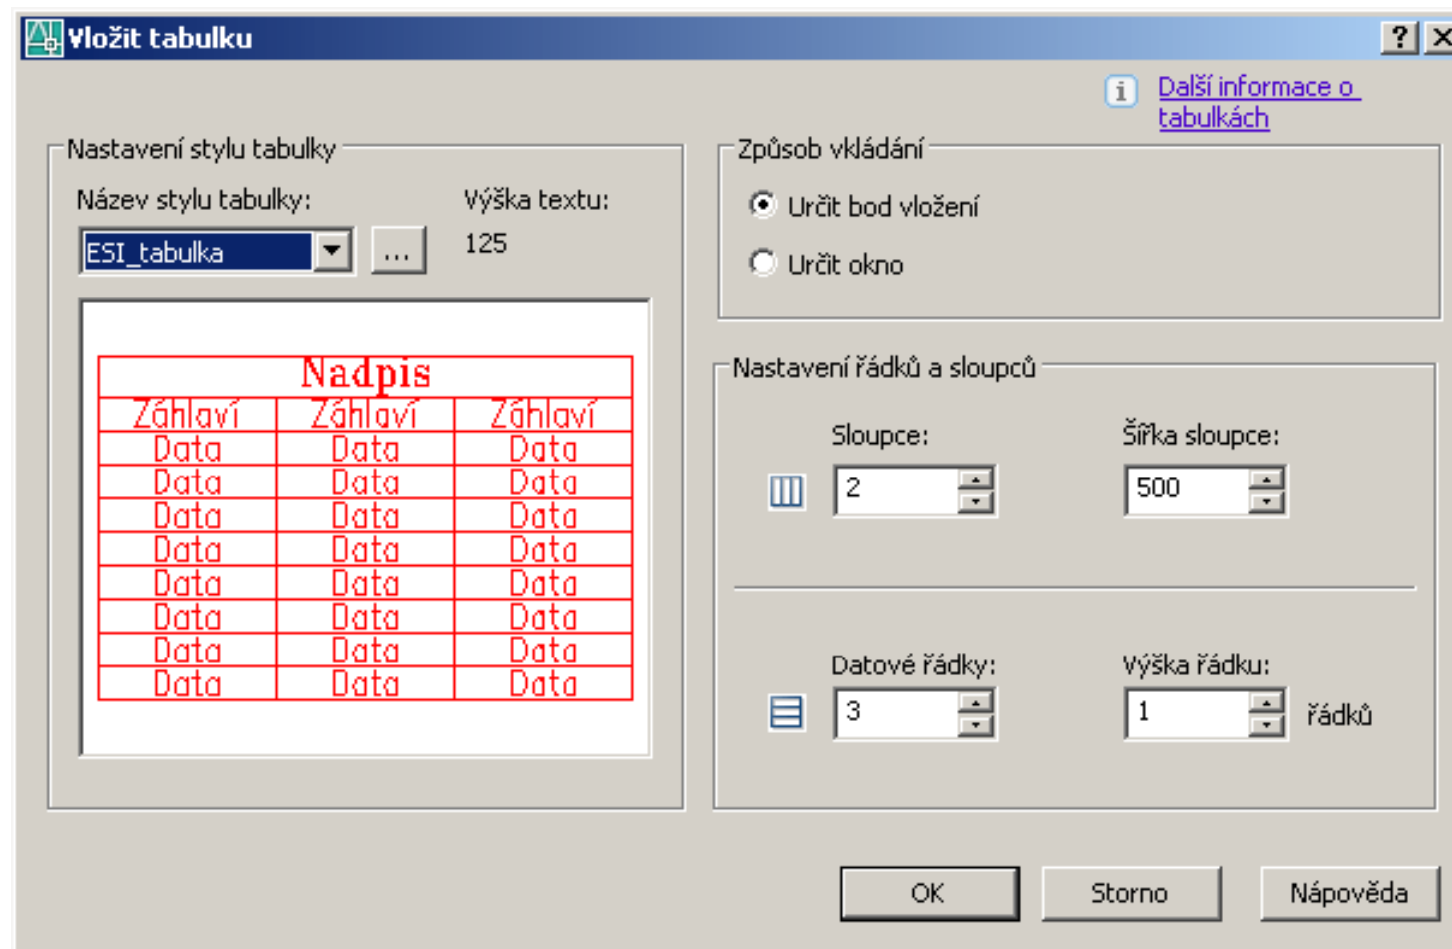 Vložit tabulku
Další informace o
tabulkách
Nastavení stylu tabulky
Název stylu tabulky:
Výška textu:
ESI_tabulka
...
125
Nadpis
Záhlaví Záhlaví Záhlaví
Data Data Data
Data Data Data
Data Data Data
Data Data Data
Data Data Data
Data Data Data
Data Data Data
Data Data Data
Způsob vkládání
Určit bod vložení
Určit okno
Nastavení řádků a sloupců
Sloupce:
Šířka sloupce:
2
500
Datové řádky:
Výška řádku:
3
1
řádků
OK
Storno
Nápověda